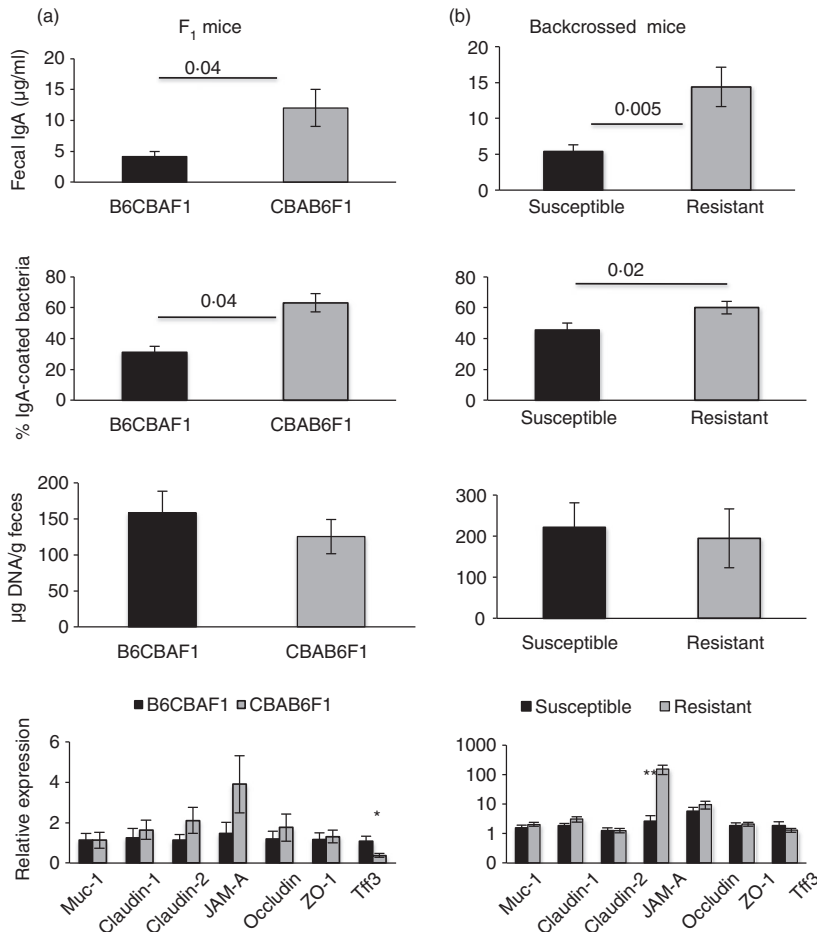 (a)
F1 mice
Fecal IgA (µg/ml)
20
15
10
5
0
0·04
B6CBAF1
CBAB6F1
(b)
Backcrossed mice
20
15
10
5
0
0·005
Susceptible
Resistant
% IgA-coated bacteria
80
60
40
20
0
0·04
B6CBAF1
CBAB6F1
80
60
40
20
0
0·02
Susceptible
Resistant
µg DNA/g feces
200
150
100
50
0
B6CBAF1
CBAB6F1
300
200
100
0
Susceptible
Resistant
B6CBAF1 CBAB6F1
Relative expression
6
4
2
0
*
Muc-1
Claudin-1
Claudin-2
JAM-A
Occludin
ZO-1
Tff3
Susceptible Resistant
1000
100
10
1
0
**
Muc-1
Claudin-1
Claudin-2
JAM-A
Occludin
ZO-1
Tff3